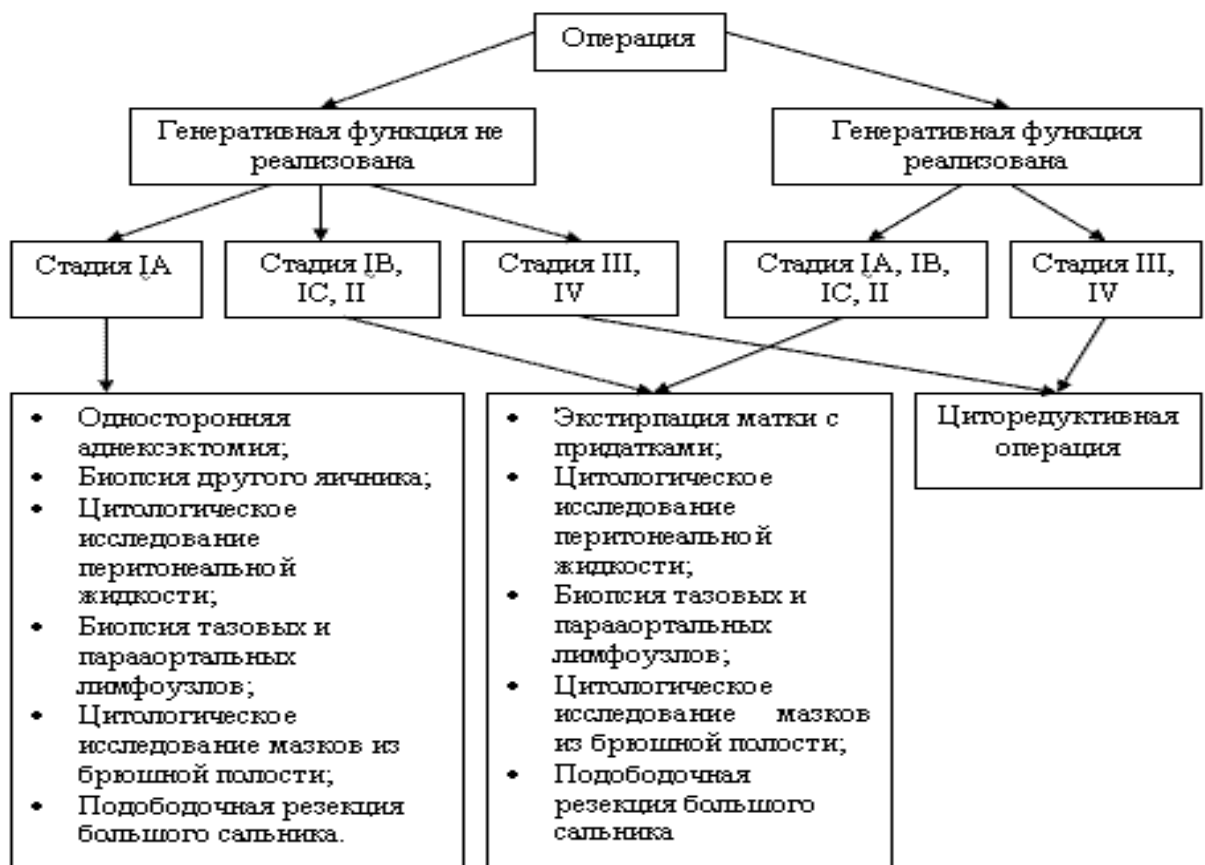 Операция
Генеративная функция не
реализована
Генеративная функция
реализована
Стадия IA
Стадия IB,
IC, II
Стадия III,
IV
Стадия IA, IB,
IC, II
Стадия III,
IV
• Односторонняя
аднексэктомия;
• Биопсия другого яичника;
• Цитологическое
исследование
перитонеальной
жидкости;
• Биопсия тазовых и
парааортальных
лимфоузлов;
• Цитологическое
исследование мазков из
брюшной полости;
• Подободочная резекция
большого сальника.
• Экстирпация матки с
придатками;
• Цитологическое
исследование
перитонеальной
жидкости;
• Биопсия тазовых и
парааортальных
лимфоузлов;
• Цитологическое
исследование мазков
из брюшной полости;
• Подободочная
резекция большого
сальника
Циторедуктивная
операция